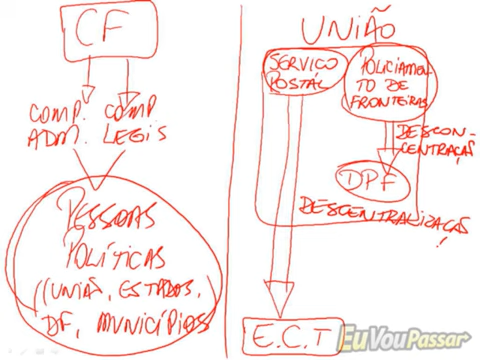 CF
COMP. COMP
ADM. LEGIS
PESSOAS
POLÍTICAS
(UNIÃO, ESTADOS,
DF, MUNICÍPIOS
UNIÃO
SERVIÇO
POSTAL
POLICIAMEN
TO DE
FRONTEIRAS
DESCON-
CENTRAÇÃO
DPF
DESCENTRALIZAÇÃO
!
E.C.T
EuVouPassar